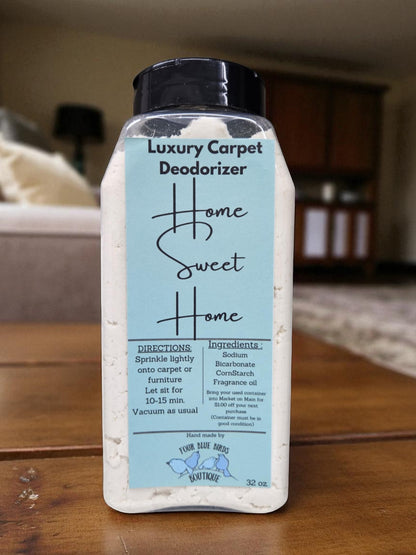 Luxury Carpet
Deodorizer
Home
Sweet
Home
DIRECTIONS:
Sprinkle lightly
onto carpet or
furniture
Let sit for
10-15 min.
Vacuum as usual
Ingredients :
Sodium
Bicarbonate
CornStarch
Fragrance oil
Bring your used container
into Market on Main for
$1.00 off your next
purchase
(Container must be in
good condition)
Hand made by
FOUR BLUE BIRDS
BOUTIQUE
32 oz